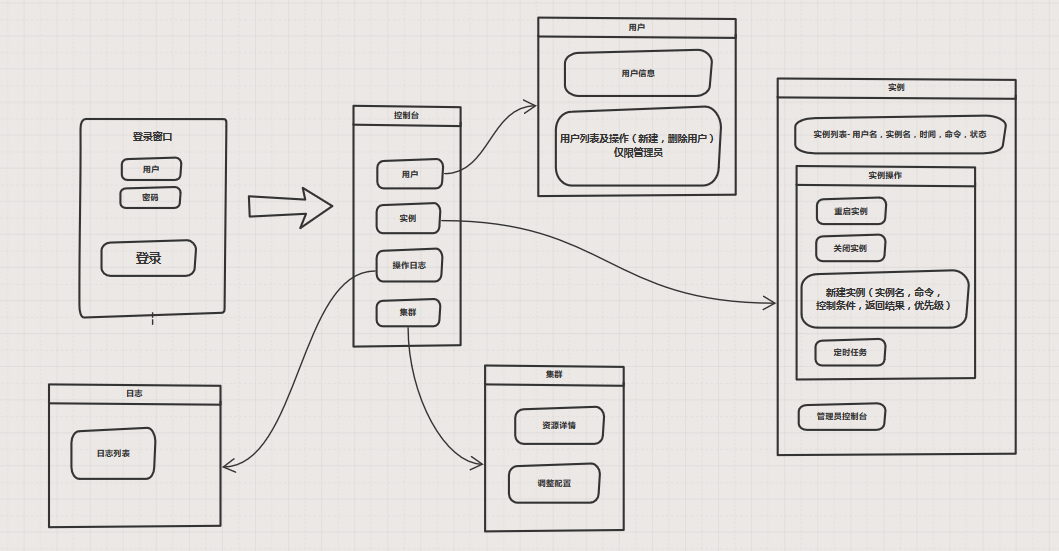 登录窗口
用户
密码
登录
控制台
用户
实例
操作日志
集群
用户
用户信息
用户列表及操作（新建，删除用户）
仅限管理员
实例
实例列表- 用户名，实例名，时间，命令，状态
实例操作
重启实例
关闭实例
新建实例（实例名，命令，
控制条件，返回结果，优先级）
定时任务
管理员控制台
日志
日志列表
集群
资源详情
调整配置